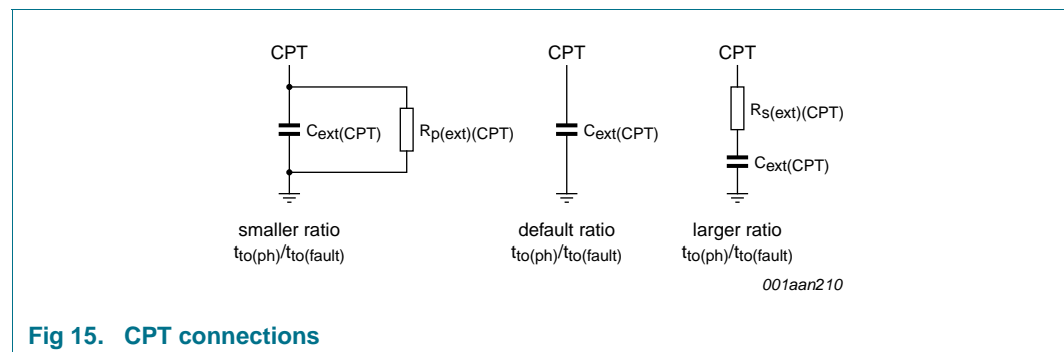 CPT
CPT
CPT
Cext(CPT)
Rp(ext)(CPT)
Cext(CPT)
Rs(ext)(CPT)
Cext(CPT)
smaller ratio
tto(ph)/tto(fault)
default ratio
tto(ph)/tto(fault)
larger ratio
tto(ph)/tto(fault)
001aan210
Fig 15. CPT connections